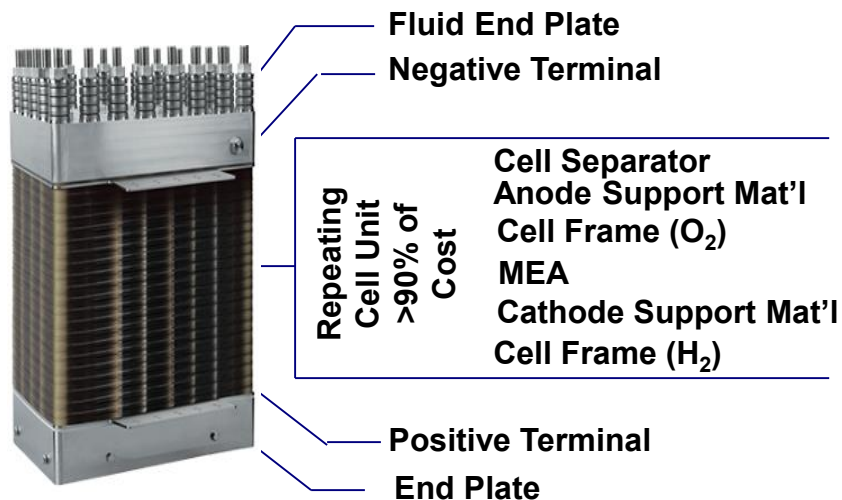 Fluid End Plate
Negative Terminal
Repeating
Cell Unit
>90% of
Cost
Cell Separator
Anode Support Mat'l
Cell Frame (O₂)
MEA
Cathode Support Mat'l
Cell Frame (H₂)
Positive Terminal
End Plate